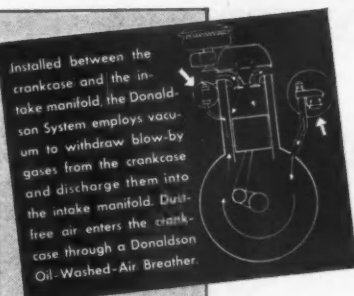 Installed between the
crankcase and the in-
take manifold, the Donald-
son System employs vacu-
um to withdraw blow-by
gases from the crankcase
and discharge them into
the intake manifold. Dust-
free air enters the crank-
case through a Donaldson
Oil-Washed-Air Breather.